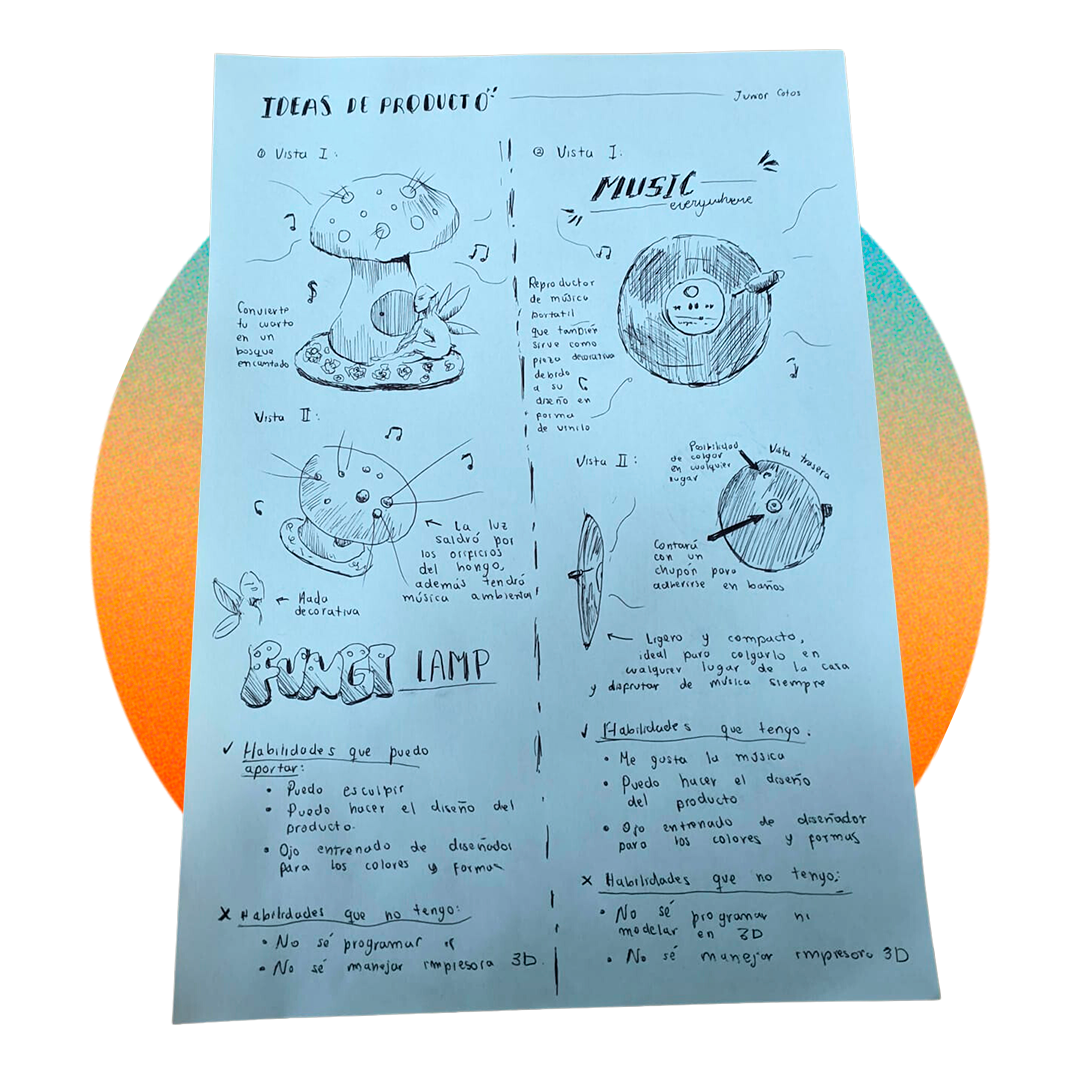 IDEAS DE PRODUCTO
Junior Cotos
① Vista I:
Convierte
tu cuarto
en un
bosque
encantado
Vista II:
La luz
saldrá por
los orificios
del hongo,
además tendrá
música ambiental
Hada
decorativa
FUNGI LAMP
✓ Habilidades que puedo
aportar:
• Puedo esculpir
• Puedo hacer el diseño del
producto.
• Ojo entrenado de diseñador
para los colores y formas
X Habilidades que no tengo:
• No sé programar
• No sé manejar impresora 3D.
② Vista I.
MUSIC
everywhere
Reproductor
de música
portatil
que también
sirve como
pieza decorativa
debido
a su
diseño en
forma
de vinilo
Vista II:
Posibilidad
de colgar
en cualquier
lugar
Vista trasera
Contará
con un
chupón para
adherirse en baños
Ligero y compacto,
ideal para colgarlo en
cualquier lugar de la casa
y disfrutar de música siempre
✓ Habilidades que tengo.
• Me gusta la música
• Puedo hacer el diseño
del producto
• Ojo entrenado de diseñador
para los colores y formas
X Habilidades que no tengo:
• No sé programar ni
modelar en 3D
• No sé manejar impresora 3D